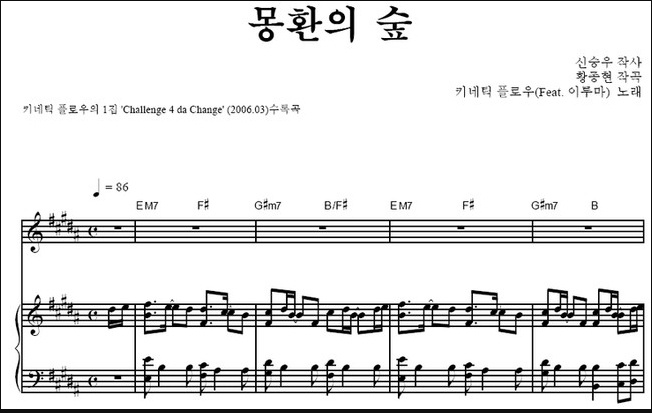 몽환의 숲
신승우 작사
황종현 작곡
키네틱 플로우(Feat. 이루마) 노래
키네틱 플로우의 1집 'Challenge 4 da Change' (2006.03)수록곡
♩ = 86
EM7 F# G#m7 B/F# EM7 F# G#m7 B